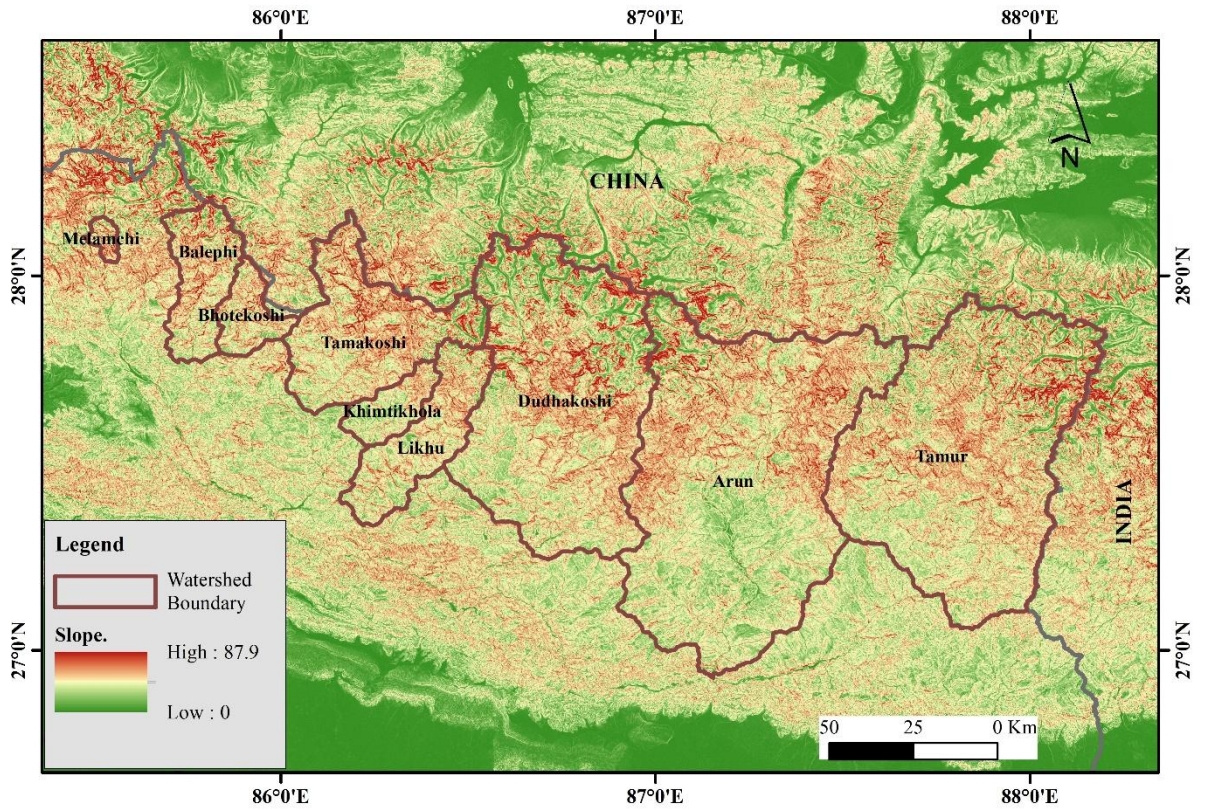 86°0'E 87°0'E 88°0'E
N
CHINA
Melamchi
Balephi
28°0'N 28°0'N
Bhotekoshi
Tamakoshi
Dudhakoshi
Khimtikhola
Likhu
Tamur
Arun
INDIA
Legend
Watershed
Boundary
Slope.
High : 87.9
Low : 0
27°0'N 27°0'N
50 25 0 Km
86°0'E 87°0'E 88°0'E